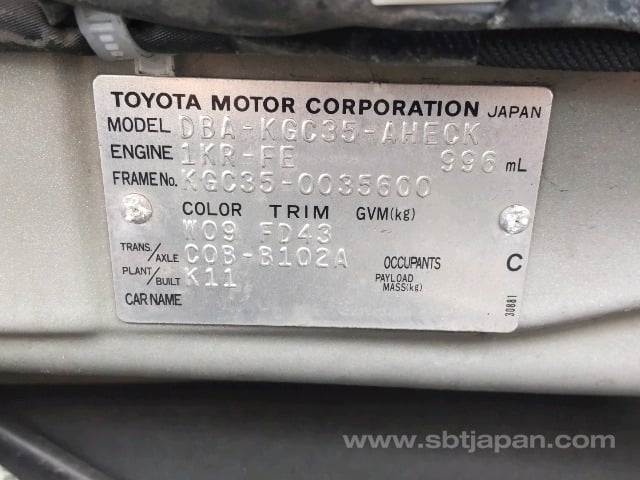 TOYOTA MOTOR CORPORATION JAPAN
MODEL DBA-KGC35-AHECK
ENGINE 1KR-FE 996 mL
FRAME No. KGC35-0035600
COLOR TRIM GVM(kg)
W09 FD43
TRANS./AXLE C0B-B102A OCCUPANTS C
PLANT/BUILT K11 PAYLOAD MASS(kg)
CAR NAME
30881
www.sbtjapan.com